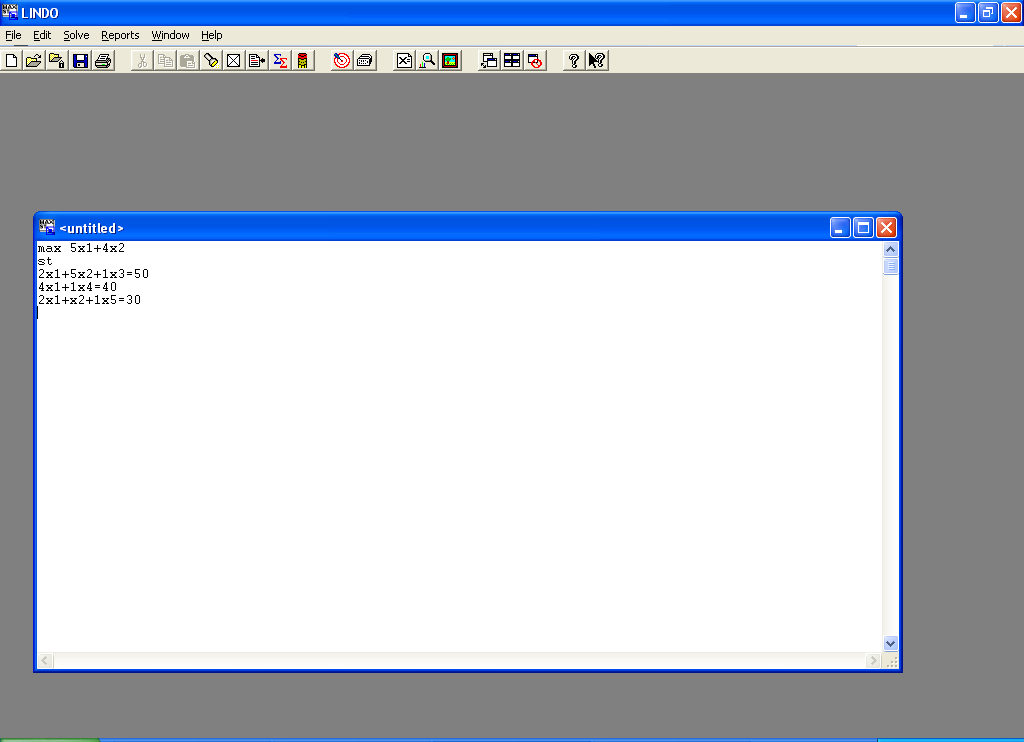 LINDO
File Edit Solve Reports Window Help
<untitled>
max 5x1+4x2
st
2x1+5x2+1x3=50
4x1+1x4=40
2x1+x2+1x5=30